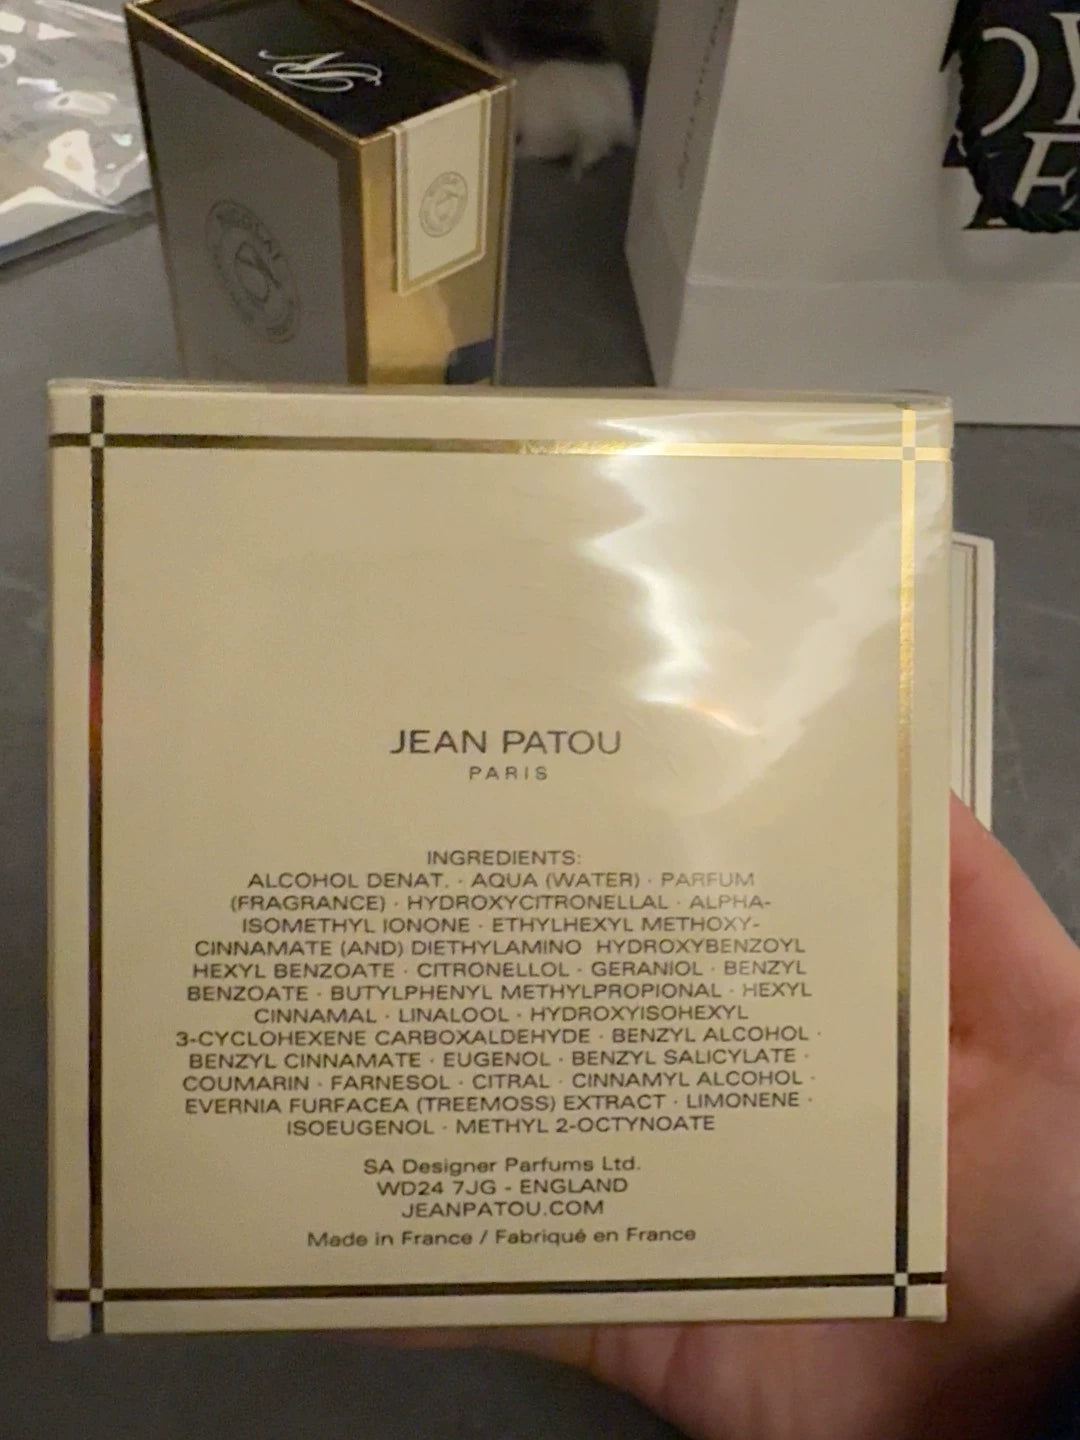 JEAN PATOU
PARIS
INGREDIENTS:
ALCOHOL DENAT. · AQUA (WATER) · PARFUM
(FRAGRANCE) · HYDROXYCITRONELLAL · ALPHA-
ISOMETHYL IONONE · ETHYLHEXYL METHOXY-
CINNAMATE (AND) DIETHYLAMINO HYDROXYBENZOYL
HEXYL BENZOATE · CITRONELLOL · GERANIOL · BENZYL
BENZOATE · BUTYLPHENYL METHYLPROPIONAL · HEXYL
CINNAMAL · LINALOOL · HYDROXYISOHEXYL
3-CYCLOHEXENE CARBOXALDEHYDE · BENZYL ALCOHOL ·
BENZYL CINNAMATE · EUGENOL · BENZYL SALICYLATE ·
COUMARIN · FARNESOL · CITRAL · CINNAMYL ALCOHOL ·
EVERNIA FURFACEA (TREEMOSS) EXTRACT · LIMONENE ·
ISOEUGENOL · METHYL 2-OCTYNOATE
SA Designer Parfums Ltd.
WD24 7JG - ENGLAND
JEANPATOU.COM
Made in France / Fabriqué en France